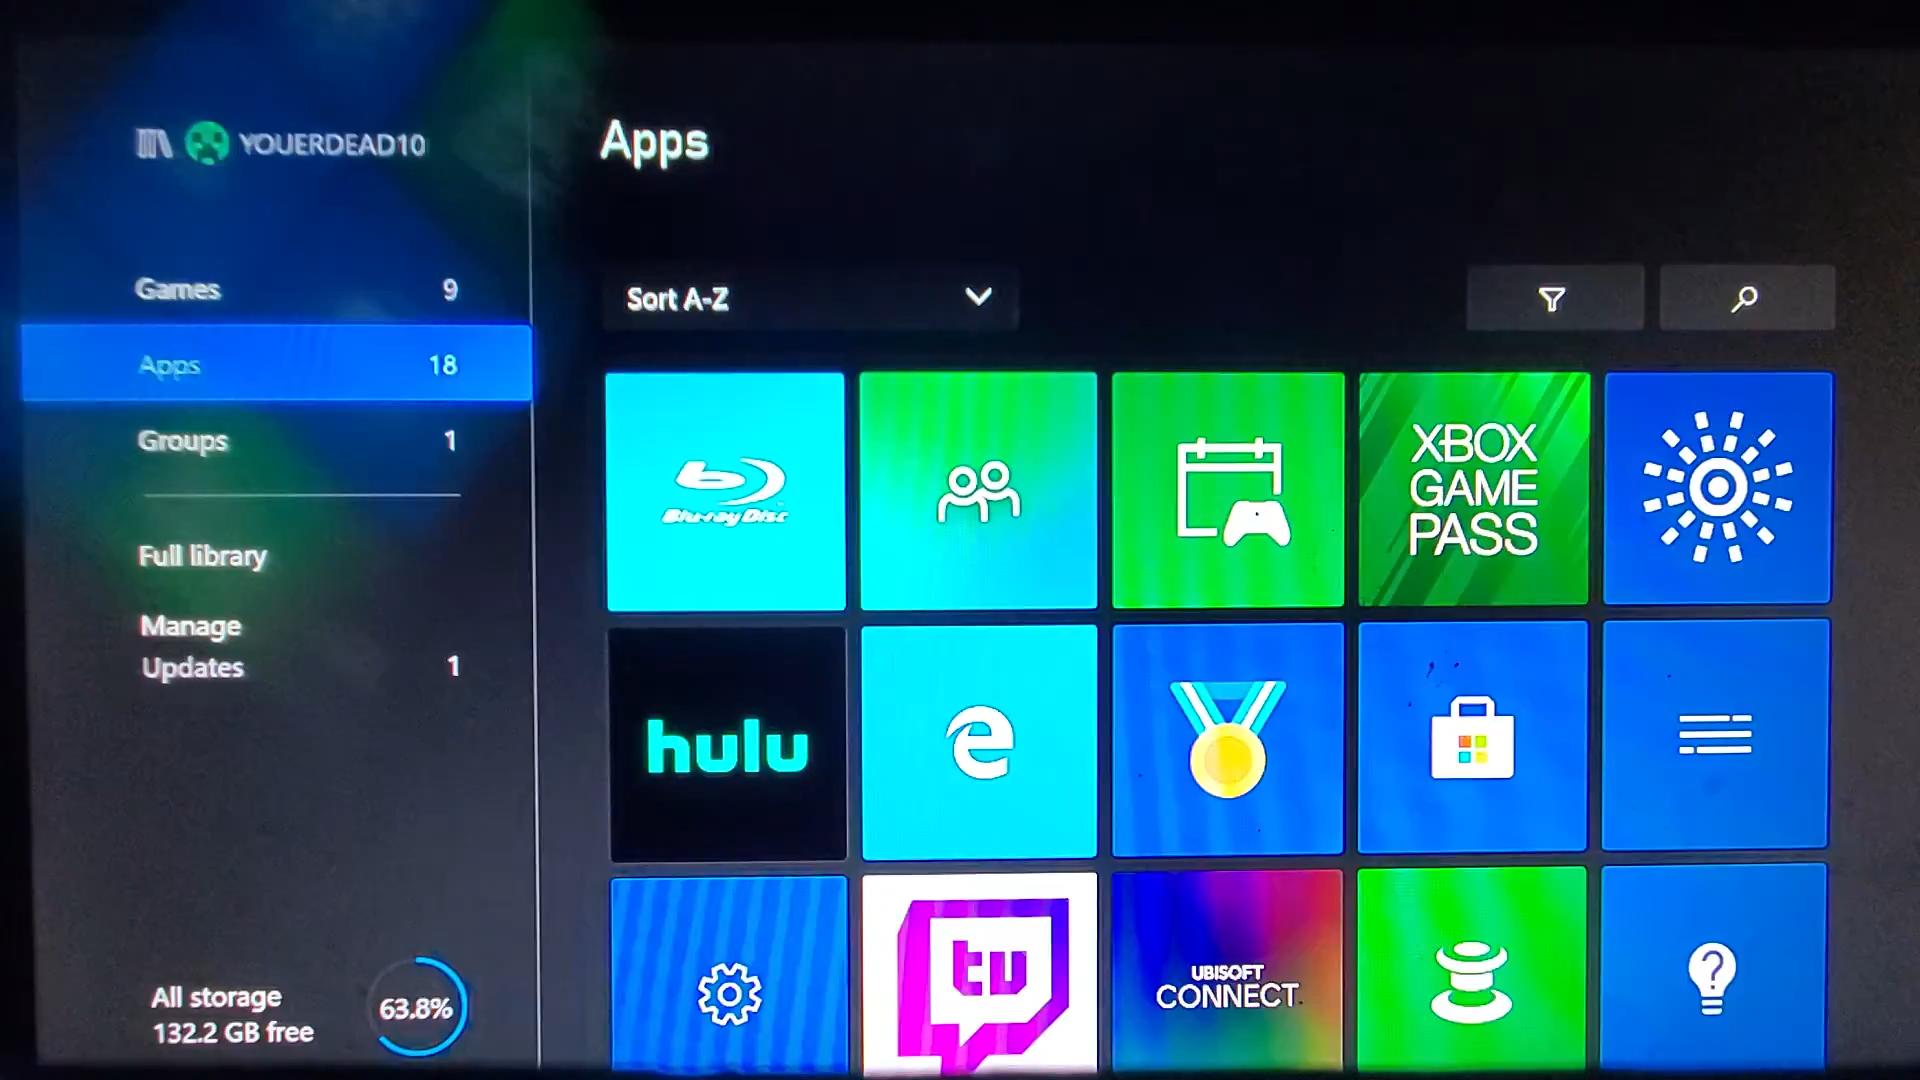 YOUERDEAD10
Apps
Games 9
Apps 18
Groups 1
Full library
Manage
Updates 1
All storage
132.2 GB free
63.8%
Sort A-Z
Blu-ray Disc
XBOX
GAME
PASS
hulu
UBISOFT
CONNECT